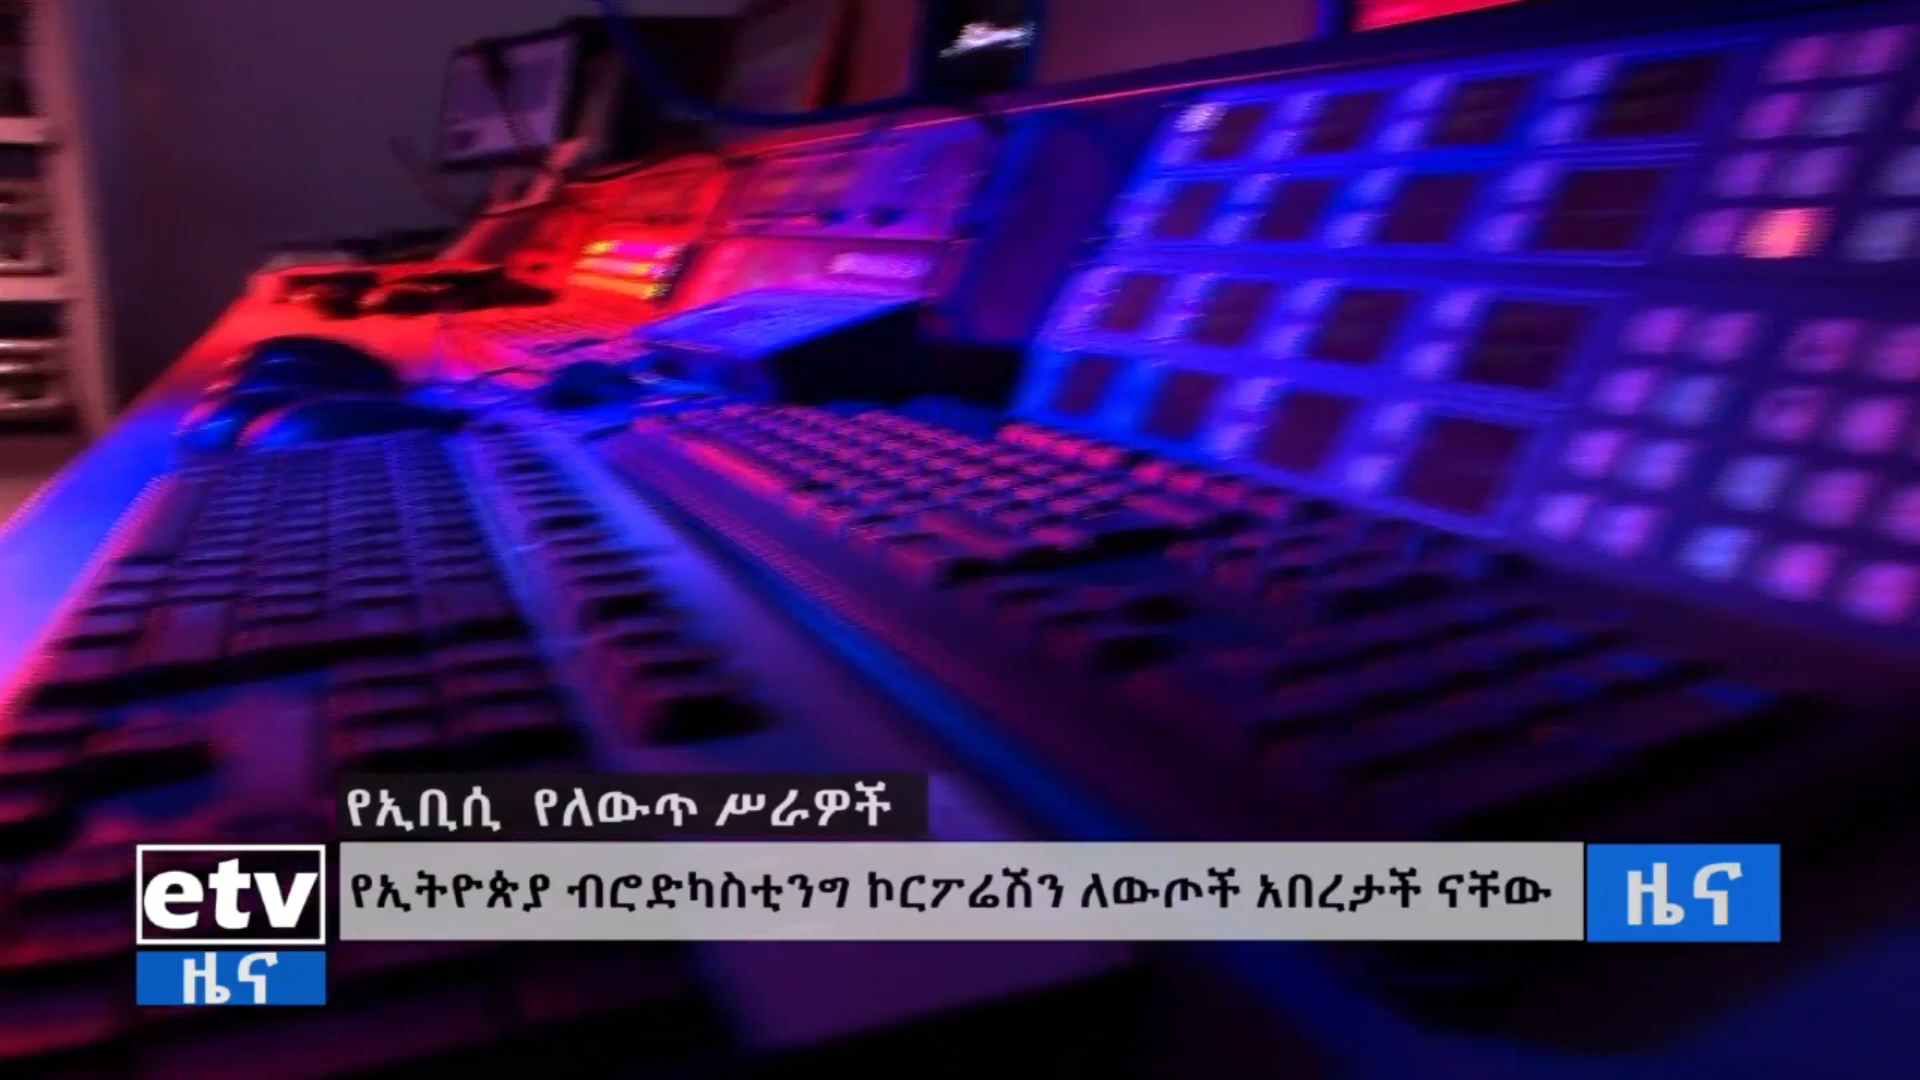 የኢቢሲ የለውጥ ሥራዎች
etv
የኢትዮጵያ ብሮድካስቲንግ ኮርፖሬሽን ለውጦች አበረታች ናቸው
ዜና
ዜና